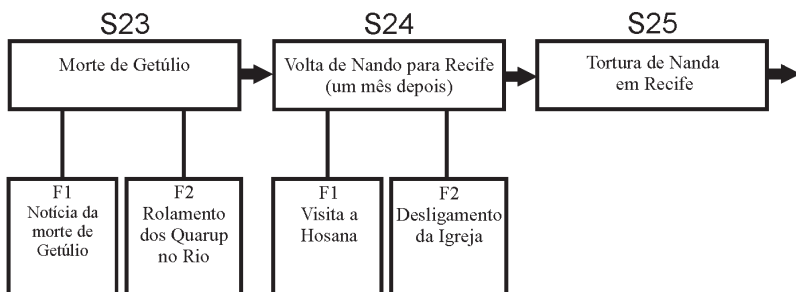 S23
S24
S25
Morte de Getúlio
Volta de Nando para Recife
(um mês depois)
Tortura de Nanda
em Recife
F1
Notícia da
morte de
Getúlio
F2
Rolamento
dos Quarup
no Rio
F1
Visita a
Hosana
F2
Desligamento
da Igreja